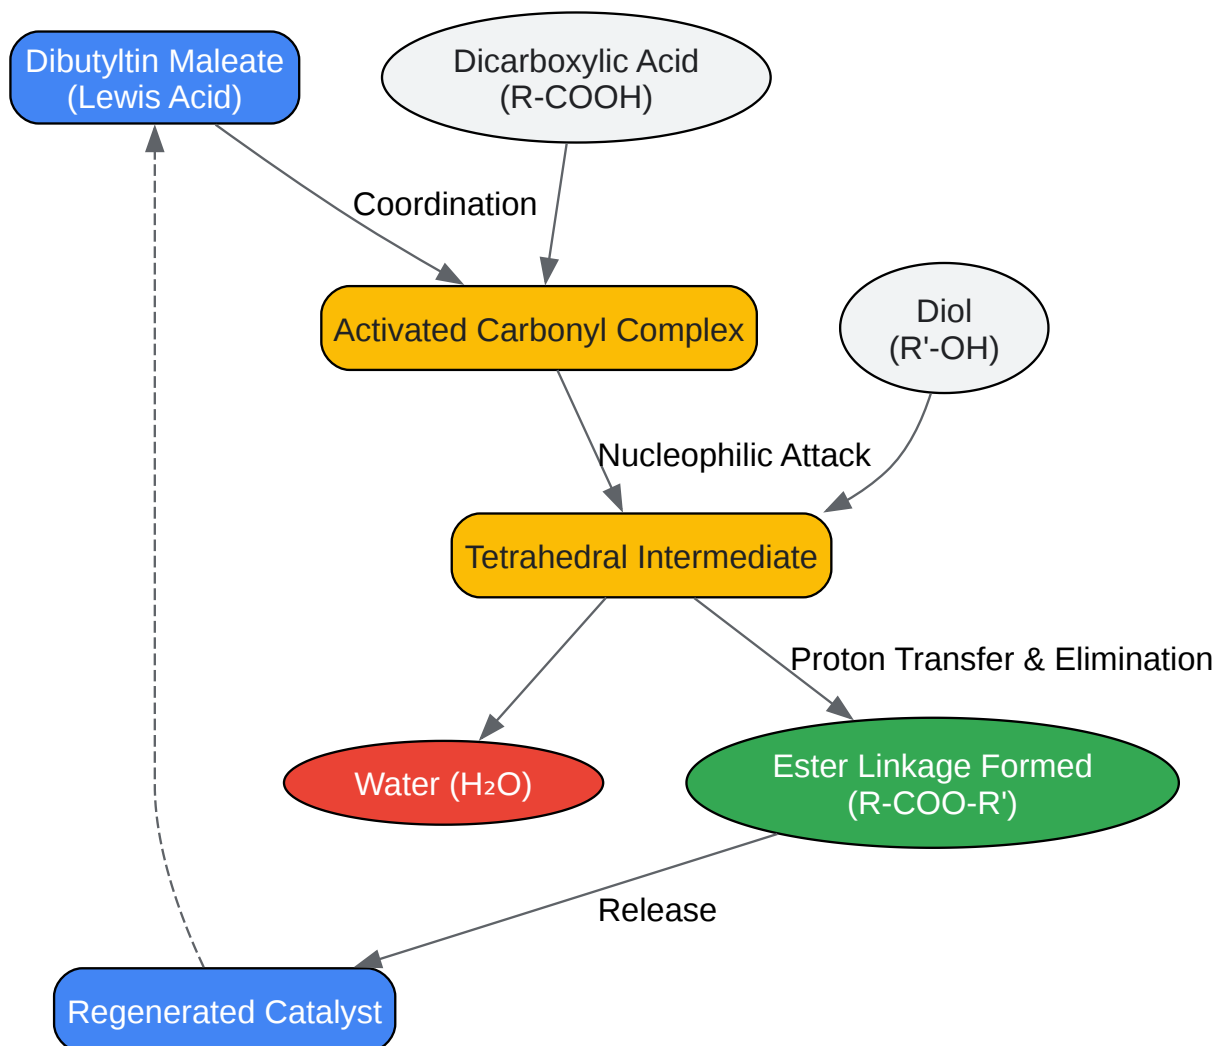 Dibutyltin Maleate
(Lewis Acid)
Dicarboxylic Acid
(R-COOH)
Coordination
Activated Carbonyl Complex
Diol
(R'-OH)
Nucleophilic Attack
Tetrahedral Intermediate
Proton Transfer & Elimination
Water (H₂O)
Ester Linkage Formed
(R-COO-R')
Release
Regenerated Catalyst